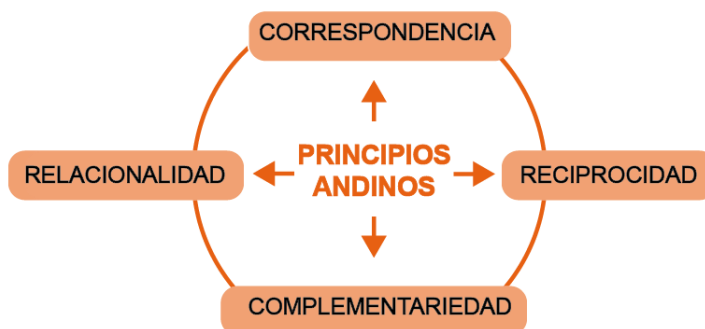 CORRESPONDENCIA
PRINCIPIOS
ANDINOS
RELACIONALIDAD
RECIPROCIDAD
COMPLEMENTARIEDAD